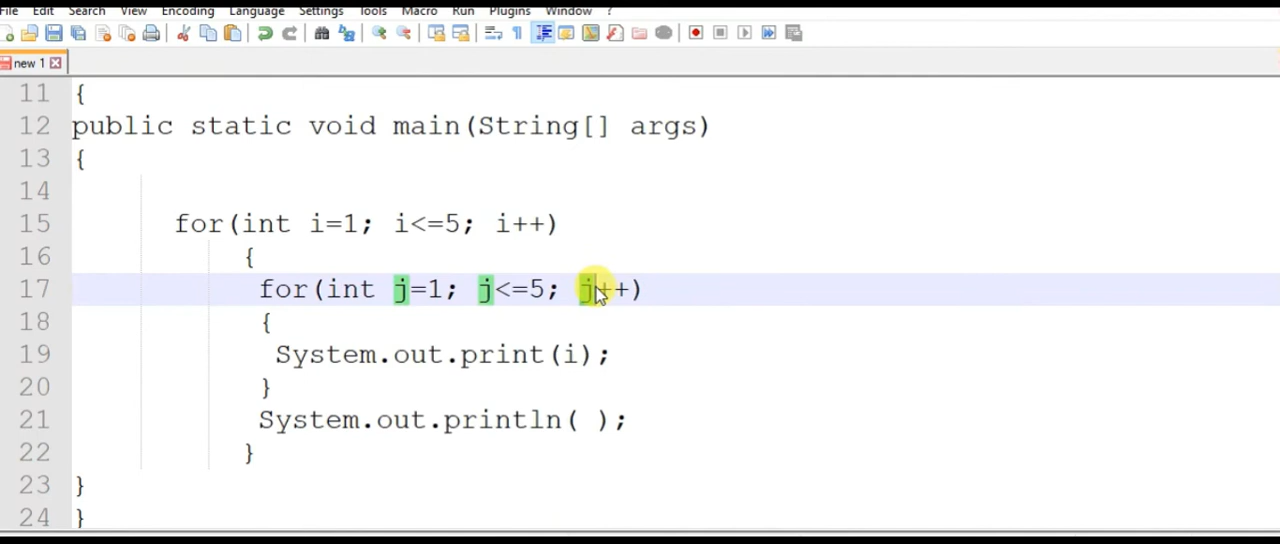 File Edit Search View Encoding Language Settings Tools Macro Run Plugins Window ?
new 1
11 {
12 public static void main(String[] args)
13 {
14
15 for(int i=1; i<=5; i++)
16 {
17 for(int j=1; j<=5; j++)
18 {
19 System.out.print(i);
20 }
21 System.out.println( );
22 }
23 }
24 }